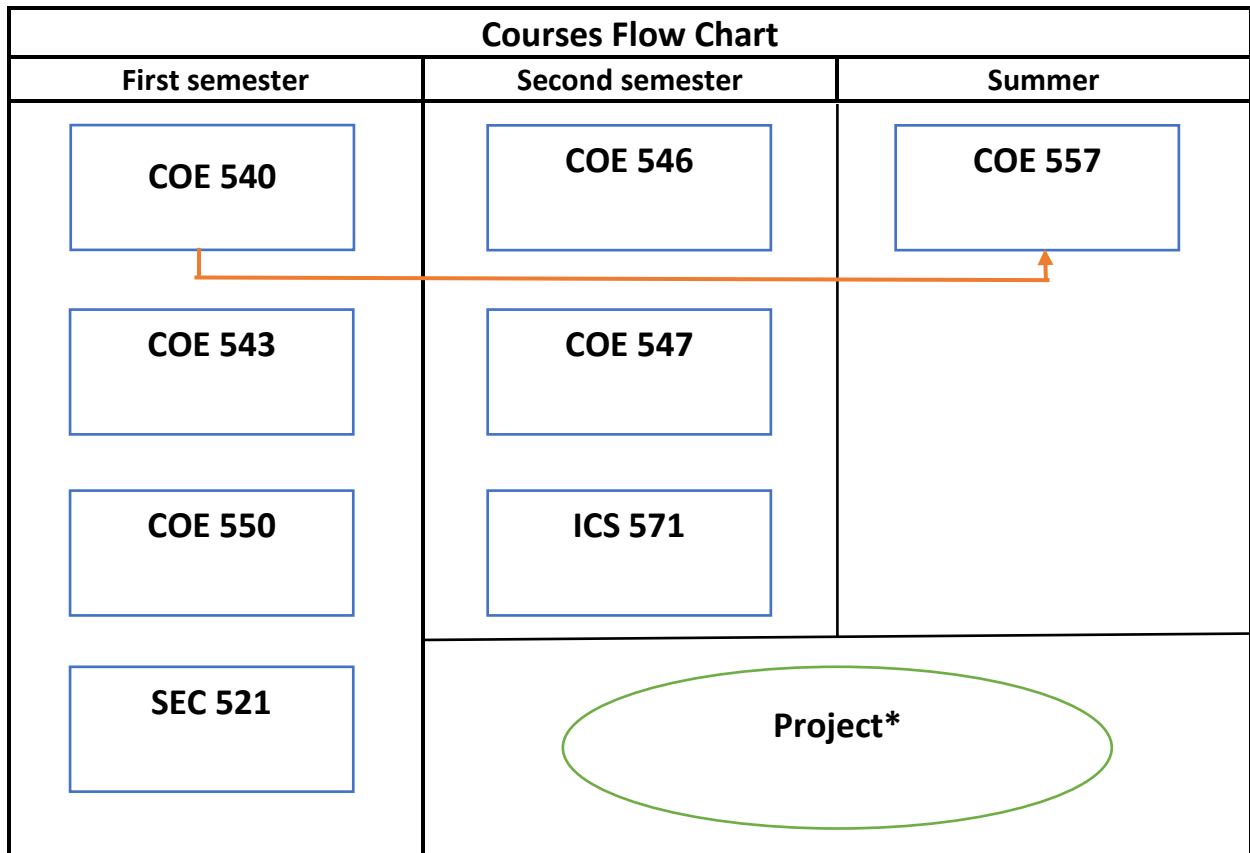 Courses Flow Chart
First semester
Second semester
Summer
COE 540
COE 546
COE 557
COE 543
COE 547
COE 550
ICS 571
SEC 521
Project*